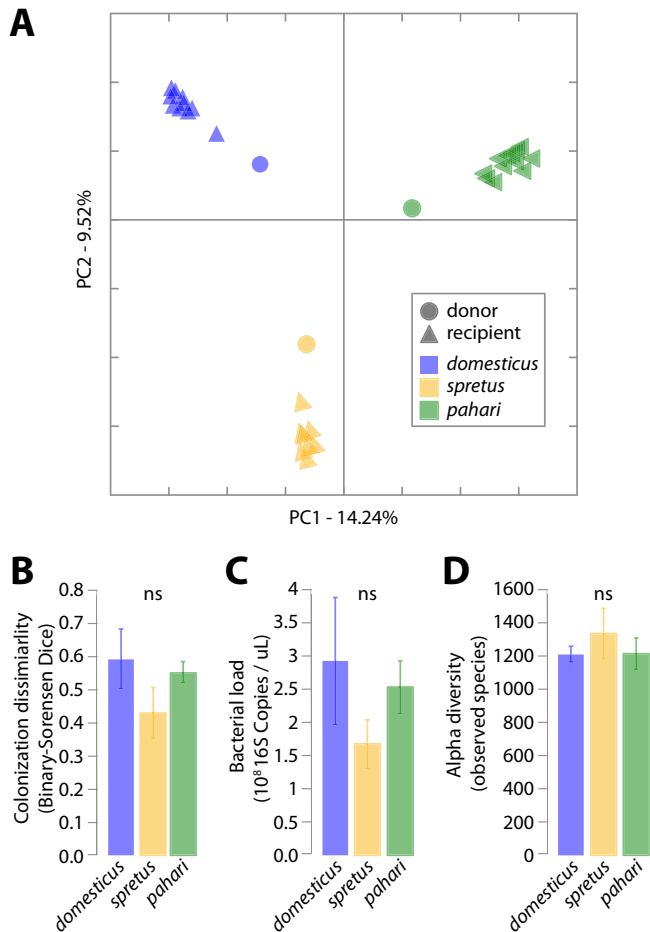 A
PC2 - 9.52%
donor
recipient
domesticus
spretus
pahari
PC1 - 14.24%
B
Colonization dissimiarlity
(Binary-Sorensen Dice)
ns
0.8
0.7
0.6
0.5
0.4
0.3
0.2
0.1
0.0
domesticus
spretus
pahari
C
Bacterial load
(10⁸ 16S Copies / uL)
ns
4
3.5
3
2.5
2
1.5
1
0.5
0
domesticus
spretus
pahari
D
Alpha diversity
(observed species)
ns
1600
1400
1200
1000
800
600
400
200
0
domesticus
spretus
pahari